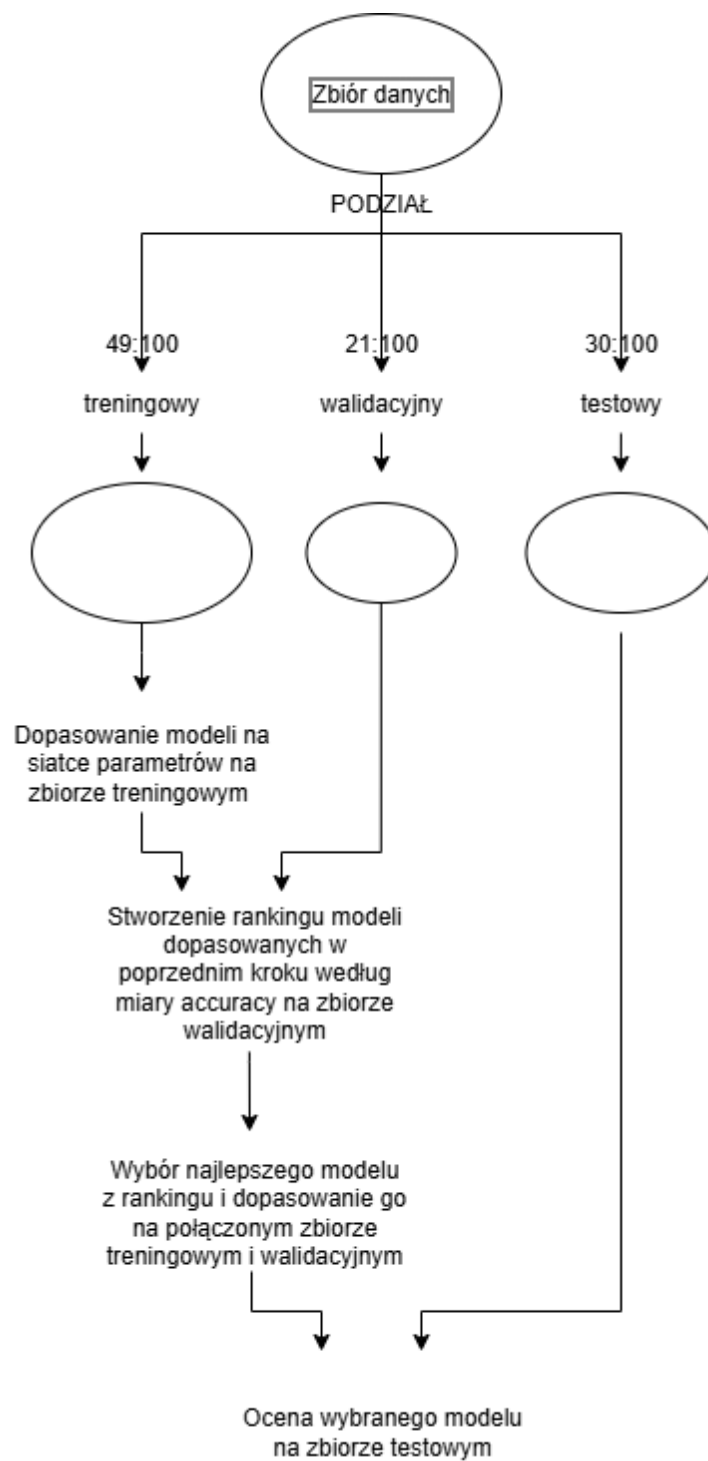 Zbiór danych
PODZIAŁ
49:100
21:100
30:100
treningowy
walidacyjny
testowy
Dopasowanie modeli na
siatce parametrów na
zbiorze treningowym
Stworzenie rankingu modeli
dopasowanych w
poprzednim kroku według
miary accuracy na zbiorze
walidacyjnym
Wybór najlepszego modelu
z rankingu i dopasowanie go
na połączonym zbiorze
treningowym i walidacyjnym
Ocena wybranego modelu
na zbiorze testowym